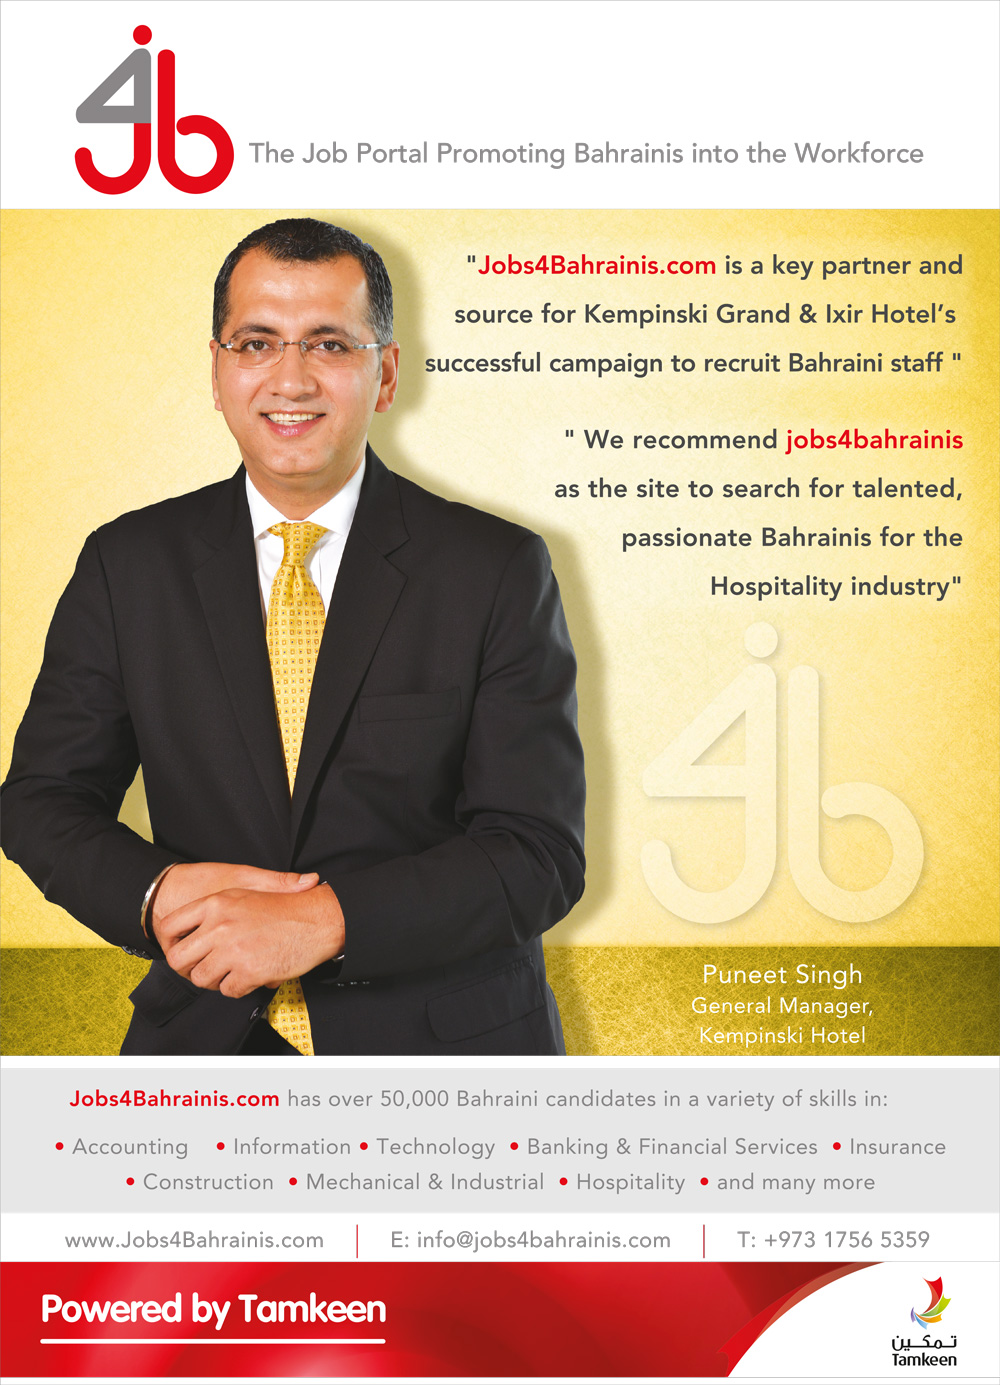 4jb
The Job Portal Promoting Bahrainis into the Workforce
"Jobs4Bahrainis.com is a key partner and
source for Kempinski Grand & Ixir Hotel’s
successful campaign to recruit Bahraini staff "
" We recommend jobs4bahrainis
as the site to search for talented,
passionate Bahrainis for the
Hospitality industry"
4jb
Puneet Singh
General Manager,
Kempinski Hotel
Jobs4Bahrainis.com has over 50,000 Bahraini candidates in a variety of skills in:
• Accounting • Information • Technology • Banking & Financial Services • Insurance
• Construction • Mechanical & Industrial • Hospitality • and many more
www.Jobs4Bahrainis.com | E: info@jobs4bahrainis.com | T: +973 1756 5359
Powered by Tamkeen
تمكين
Tamkeen